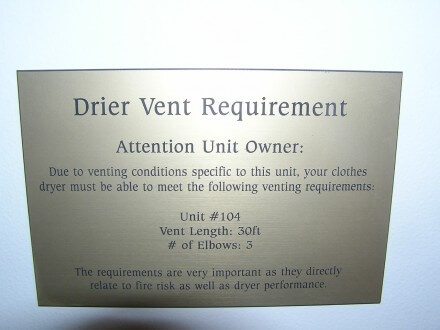 Drier Vent Requirement
Attention Unit Owner:
Due to venting conditions specific to this unit, your clothes
dryer must be able to meet the following venting requirements:
Unit #104
Vent Length: 30ft
# of Elbows: 3
The requirements are very important as they directly
relate to fire risk as well as dryer performance.